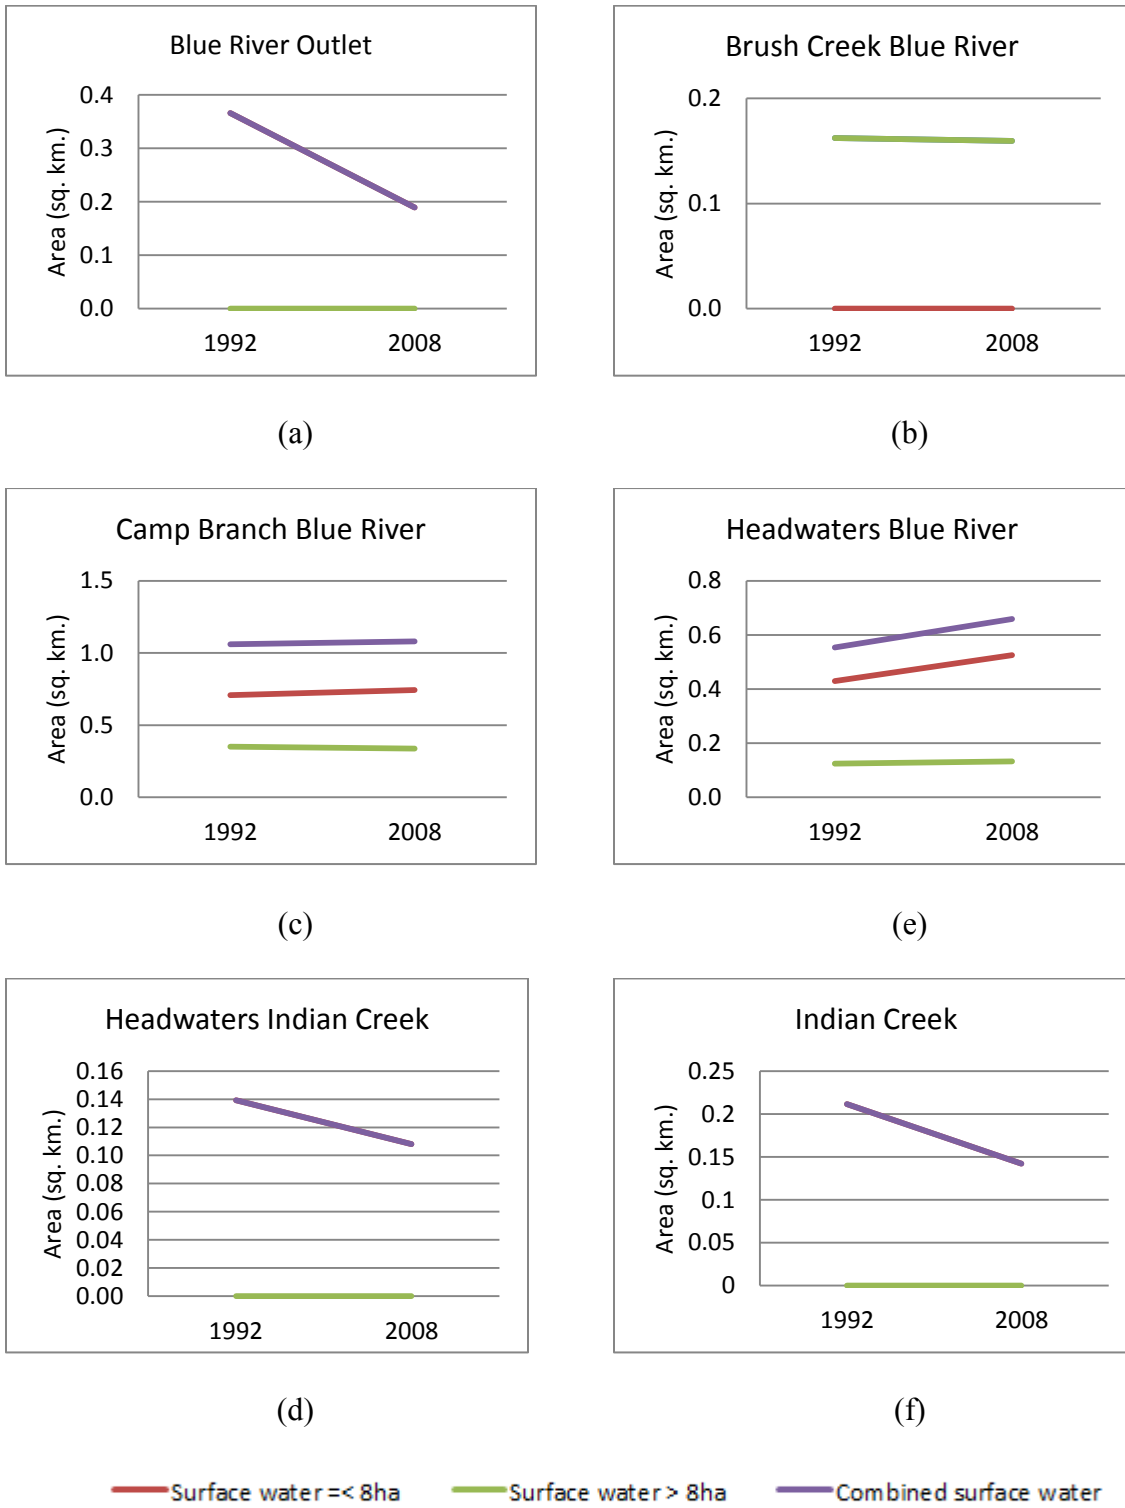 Blue River Outlet
Area (sq. km.)
0.4
0.3
0.2
0.1
0.0
1992 2008
(a)
Brush Creek Blue River
Area (sq. km.)
0.2
0.1
0.0
1992 2008
(b)
Camp Branch Blue River
Area (sq. km.)
1.5
1.0
0.5
0.0
1992 2008
(c)
Headwaters Blue River
Area (sq. km.)
0.8
0.6
0.4
0.2
0.0
1992 2008
(e)
Headwaters Indian Creek
Area (sq. km.)
0.16
0.14
0.12
0.10
0.08
0.06
0.04
0.02
0.00
1992 2008
(d)
Indian Creek
Area (sq. km.)
0.25
0.2
0.15
0.1
0.05
0
1992 2008
(f)
Surface water =< 8ha Surface water > 8ha Combined surface water